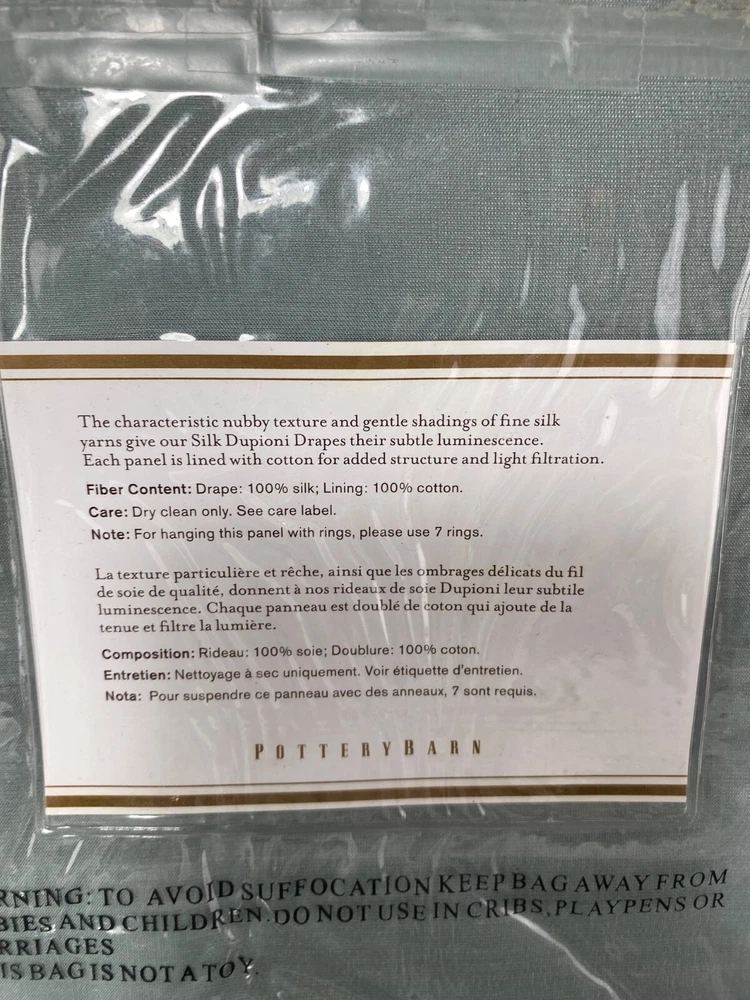 The characteristic nubby texture and gentle shadings of fine silk
yarns give our Silk Dupioni Drapes their subtle luminescence.
Each panel is lined with cotton for added structure and light filtration.
Fiber Content: Drape: 100% silk; Lining: 100% cotton.
Care: Dry clean only. See care label.
Note: For hanging this panel with rings, please use 7 rings.
La texture particulière et rêche, ainsi que les ombrages délicats du fil
de soie de qualité, donnent à nos rideaux de soie Dupioni leur subtile
luminescence. Chaque panneau est doublé de coton qui ajoute de la
tenue et filtre la lumière.
Composition: Rideau: 100% soie; Doublure: 100% coton.
Entretien: Nettoyage à sec uniquement. Voir étiquette d'entretien.
Nota: Pour suspendre ce panneau avec des anneaux, 7 sont requis.
POTTERYBARN
RNING: TO AVOID SUFFOCATION KEEP BAG AWAY FROM
BIES AND CHILDREN.DO NOT USE IN CRIBS, PLAYPENS OR
RRIAGES
IS BAG IS NOT A TOY.